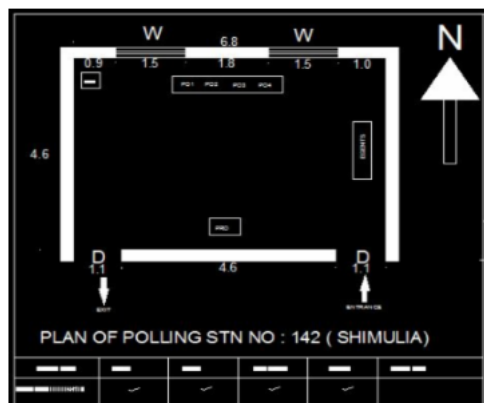 W 6.8 W N
0.9 1.5 1.8 1.5 1.0
PO1 PO2 PO3 PO4
EGENTS
4.6
PRO
D D
1.1 4.6 1.1
EXIT ENTRANCE
PLAN OF POLLING STN NO : 142 ( SHIMULIA)